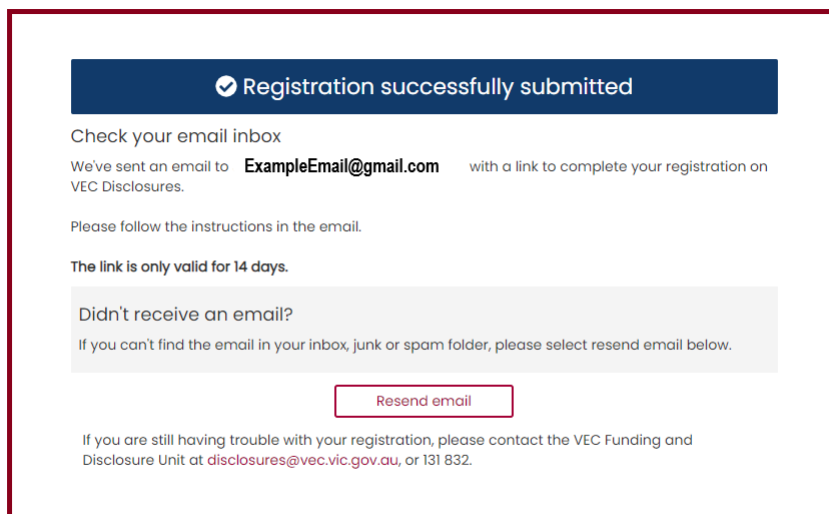 Registration successfully submitted
Check your email inbox
We've sent an email to ExampleEmail@gmail.com with a link to complete your registration on
VEC Disclosures.
Please follow the instructions in the email.
The link is only valid for 14 days.
Didn't receive an email?
If you can't find the email in your inbox, junk or spam folder, please select resend email below.
Resend email
If you are still having trouble with your registration, please contact the VEC Funding and
Disclosure Unit at disclosures@vec.vic.gov.au, or 131 832.